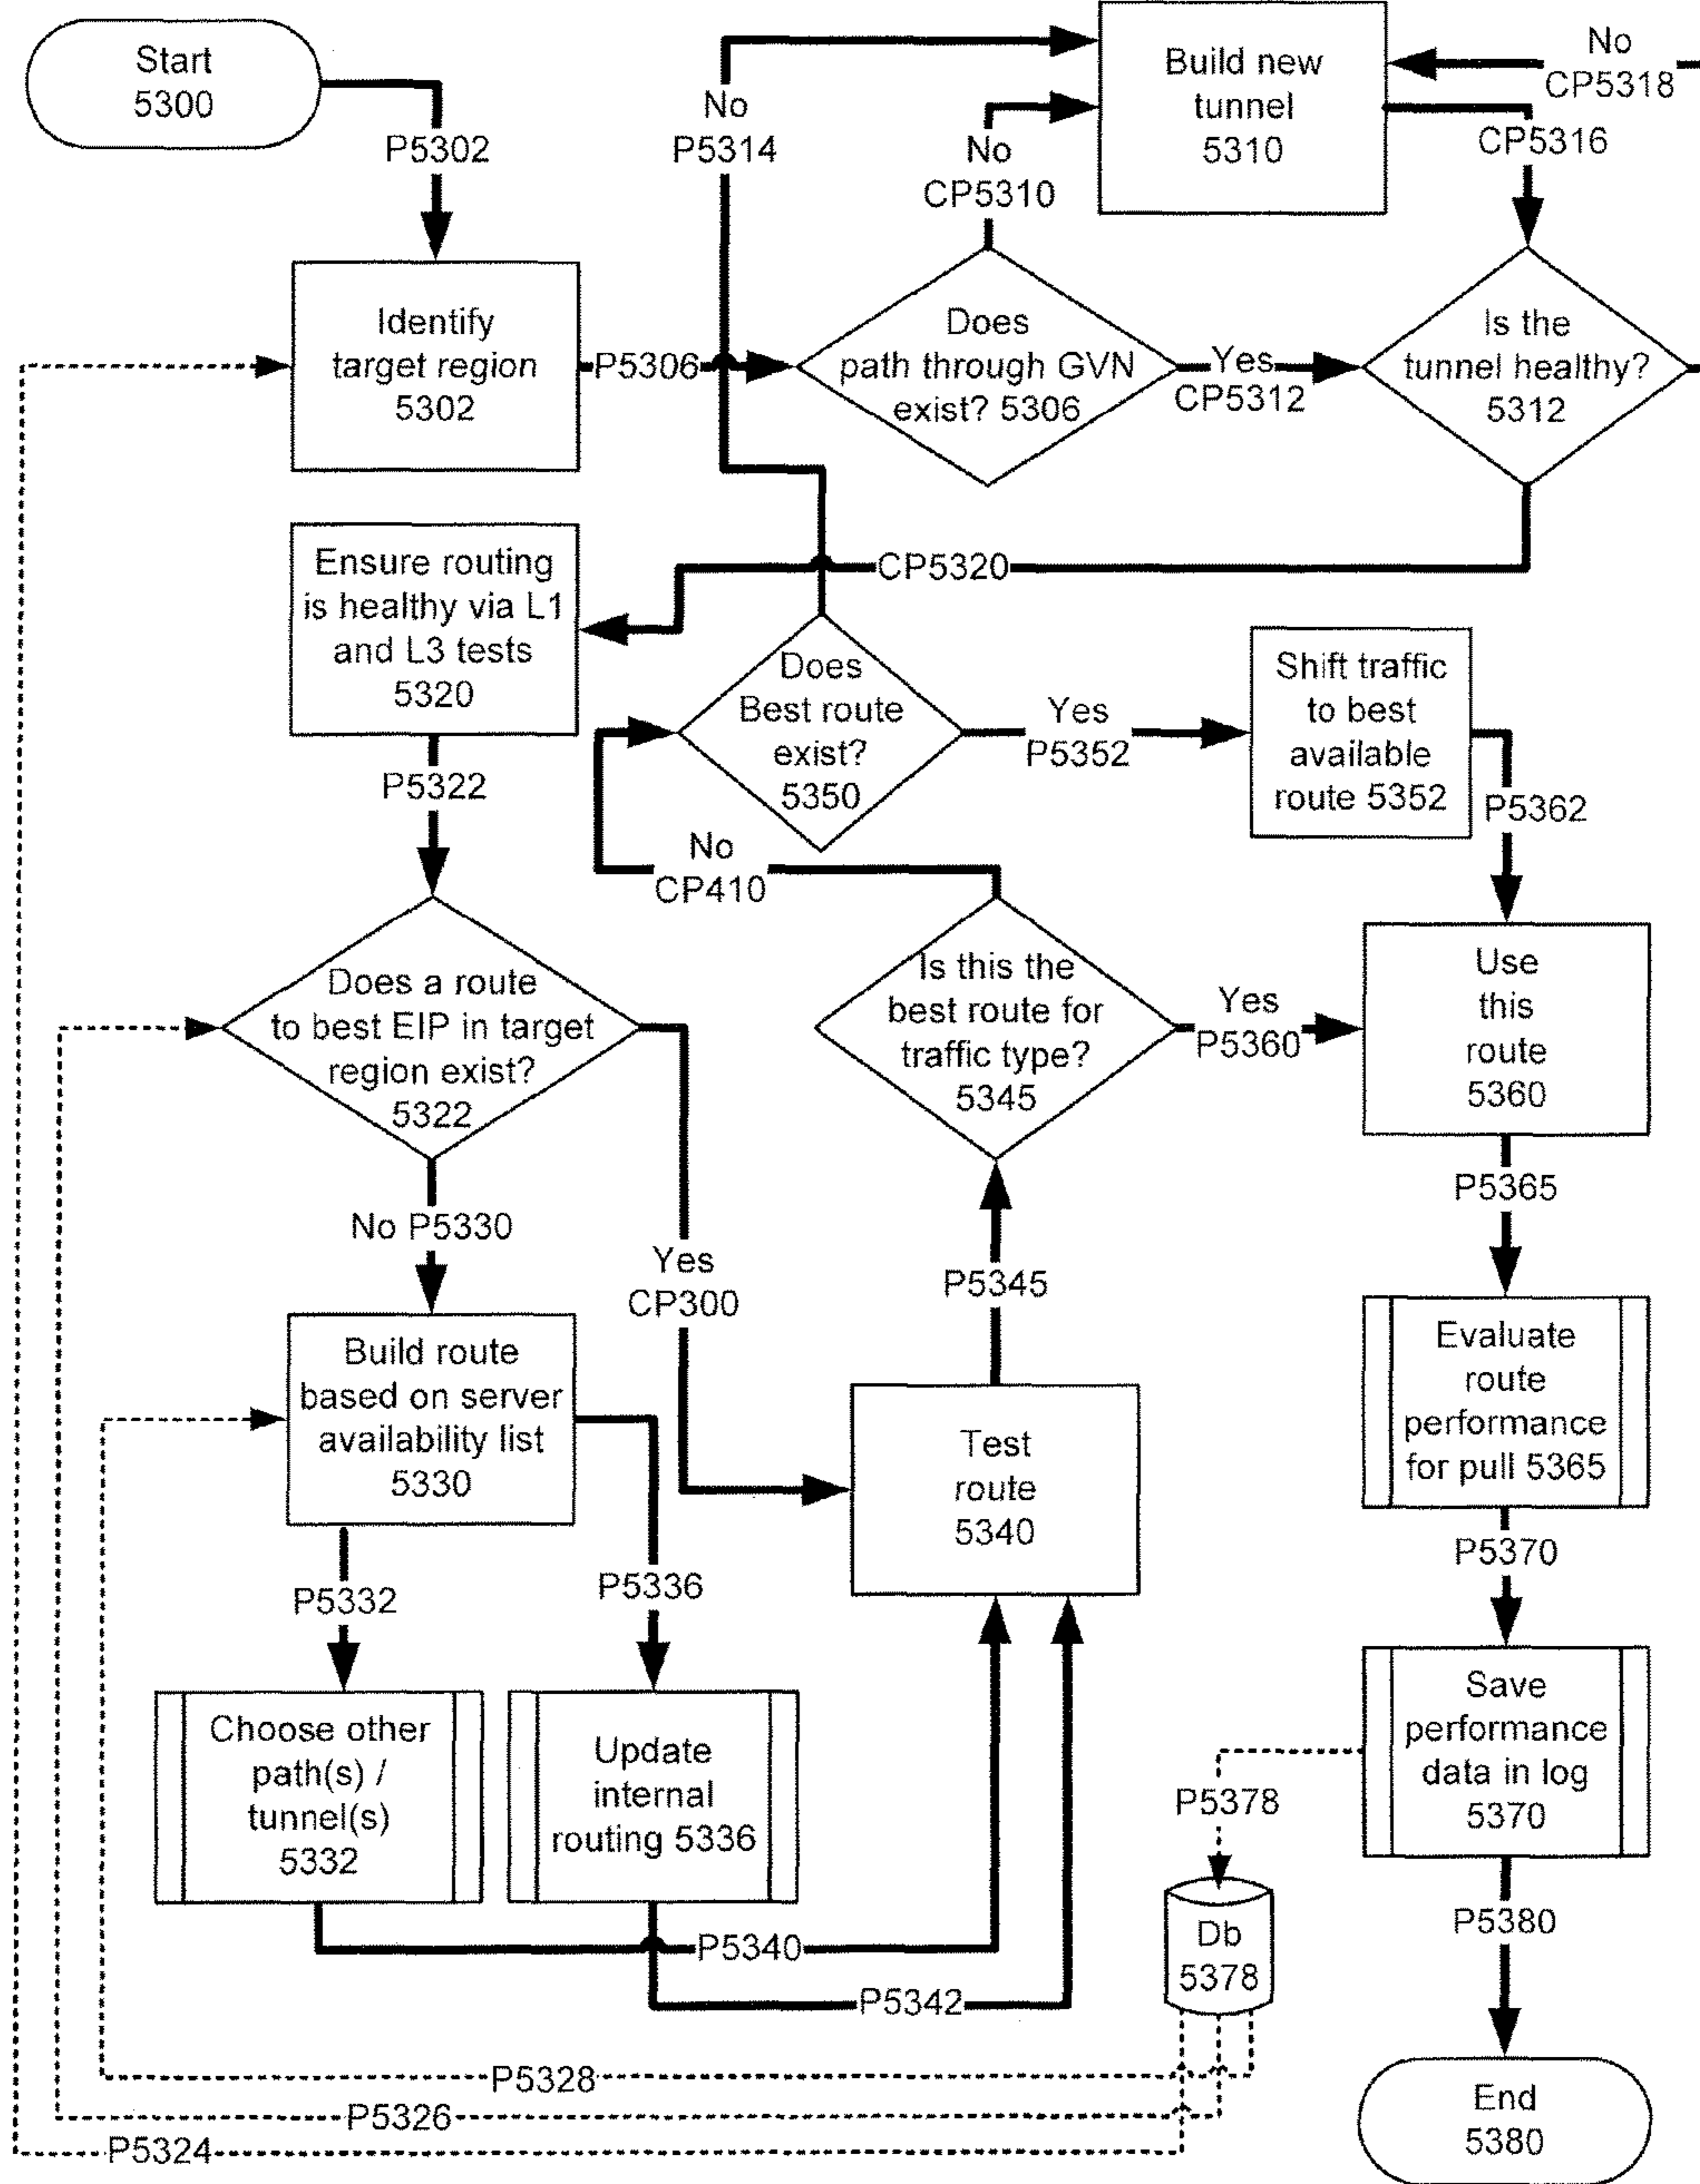 Start
5300
P5302
No
P5314
Build new
tunnel
5310
No
CP5318
CP5316
No
CP5310
Identify
target region
5302
P5306
Does
path through GVN
exist? 5306
Yes
CP5312
Is the
tunnel healthy?
5312
Ensure routing
is healthy via L1
and L3 tests
5320
CP5320
P5322
Does
Best route
exist?
5350
Yes
P5352
Shift traffic
to best
available
route 5352
P5362
No
CP410
Does a route
to best EIP in target
region exist?
5322
Is this the
best route for
traffic type?
5345
Yes
P5360
Use
this
route
5360
No P5330
Yes
CP300
P5345
P5365
Build route
based on server
availability list
5330
Test
route
5340
Evaluate
route
performance
for pull 5365
P5332
P5336
P5370
Choose other
path(s) /
tunnel(s)
5332
Update
internal
routing 5336
Save
performance
data in log
5370
P5378
P5340
P5342
Db
5378
P5380
P5328
P5326
P5324
End
5380